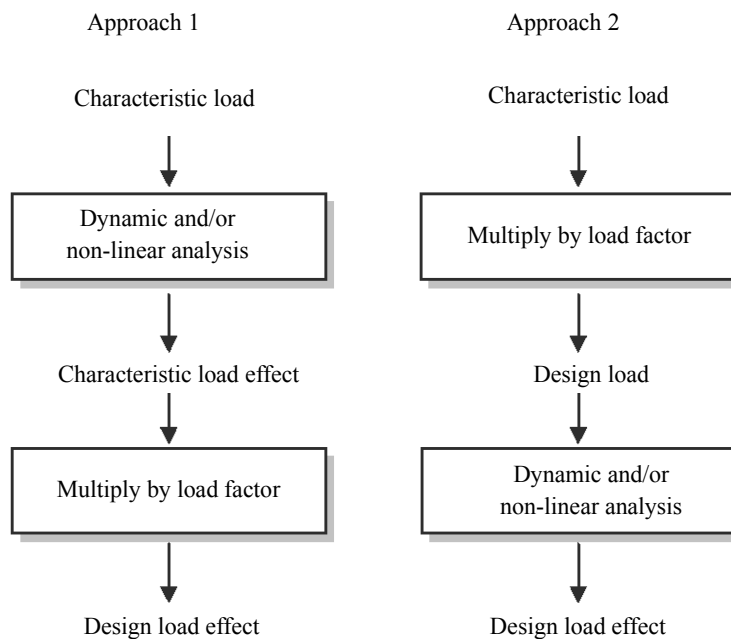 Approach 1
Characteristic load
Dynamic and/or
non-linear analysis
Characteristic load effect
Multiply by load factor
Design load effect
Approach 2
Characteristic load
Multiply by load factor
Design load
Dynamic and/or
non-linear analysis
Design load effect